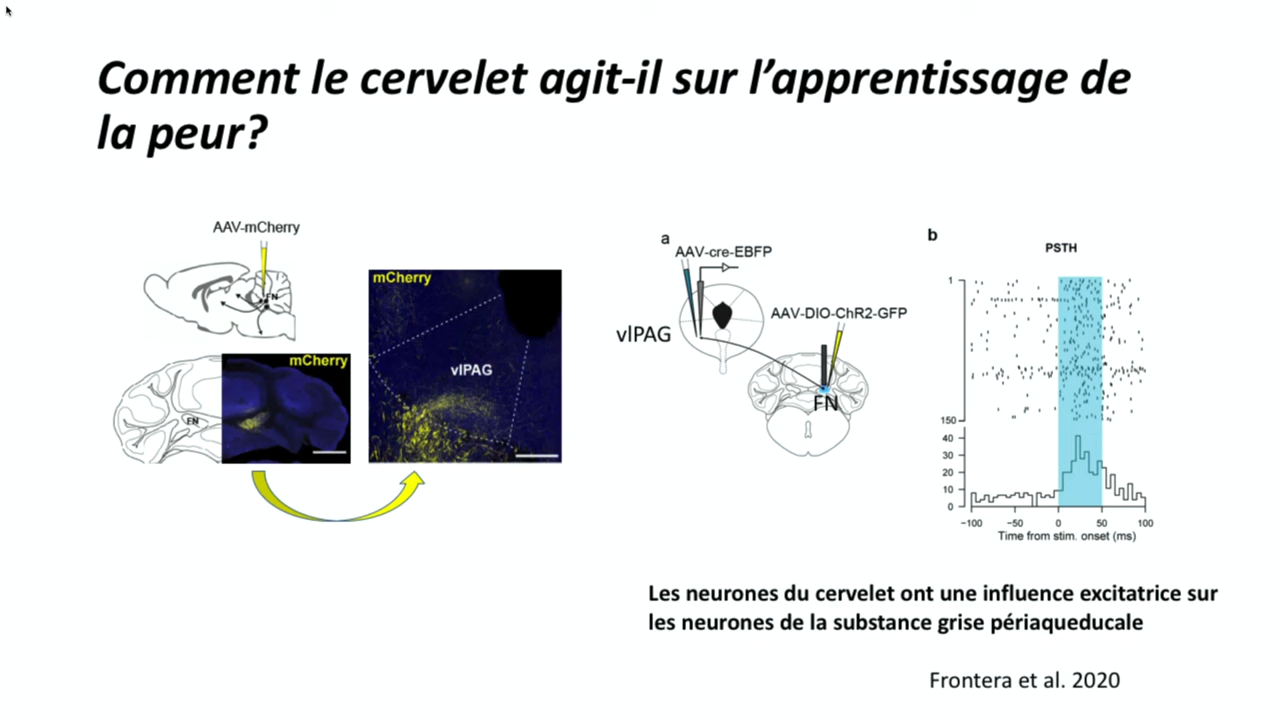 Comment le cervelet agit-il sur l’apprentissage de
la peur?
AAV-mCherry
FN
mCherry
FN
mCherry
vlPAG
a
AAV-cre-EBFP
vlPAG
AAV-DIO-ChR2-GFP
FN
b
PSTH
1
150
40
30
20
10
0
−100 −50 0 50 100
Time from stim. onset (ms)
Les neurones du cervelet ont une influence excitatrice sur
les neurones de la substance grise périaqueducale
Frontera et al. 2020